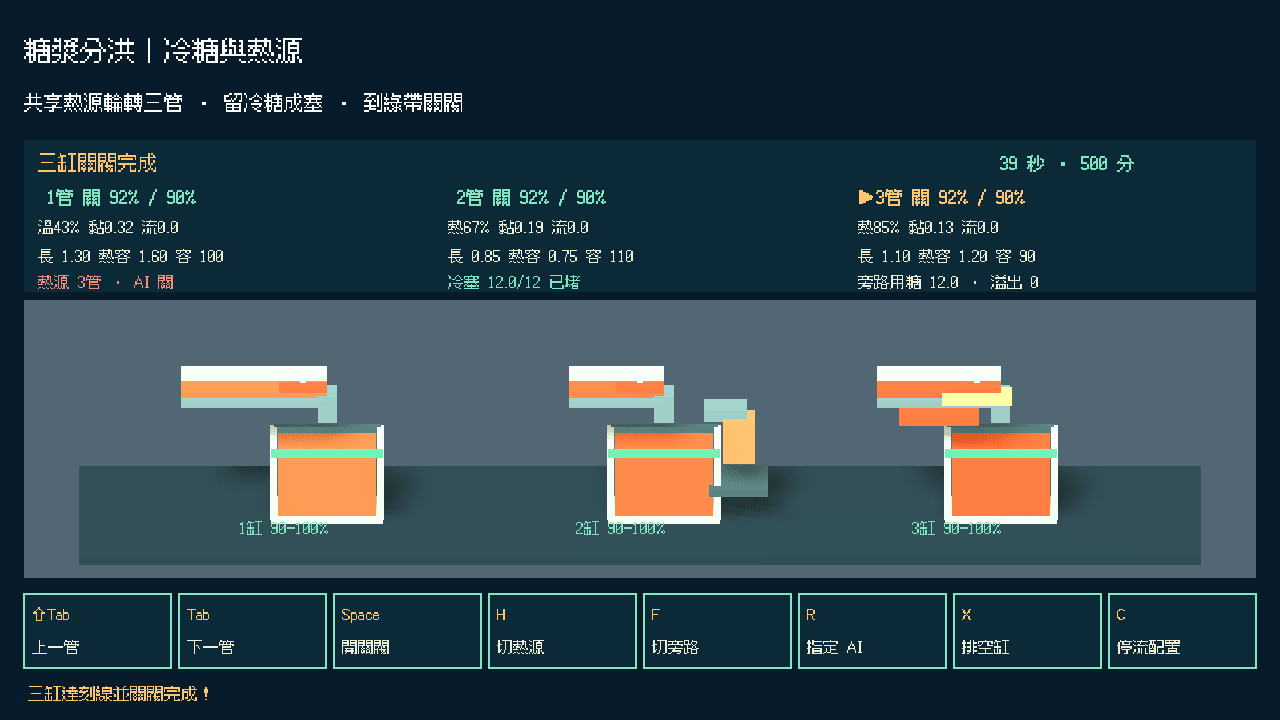 糖漿分洪｜冷糖與熱源
共享熱源輪轉三管 · 留冷糖成塞 · 到綠帶關閥
三缸關閥完成
39 秒 · 500 分
1管 關 92% / 90%
2管 關 92% / 90%
▶3管 關 92% / 90%
溫43% 黏0.32 流0.0
熱67% 黏0.19 流0.0
熱85% 黏0.13 流0.0
長 1.30 熱容 1.60 容 100
長 0.85 熱容 0.75 容 110
長 1.10 熱容 1.20 容 90
熱源 3管 · AI 關
冷塞 12.0/12 已堵
旁路用糖 12.0 · 溢出 0
1缸 90-100%
2缸 90-100%
3缸 90-100%
⇧Tab
上一管
Tab
下一管
Space
開關閥
H
切熱源
F
切旁路
R
指定 AI
X
排空缸
C
停流配置
三缸達刻線並關閥完成！